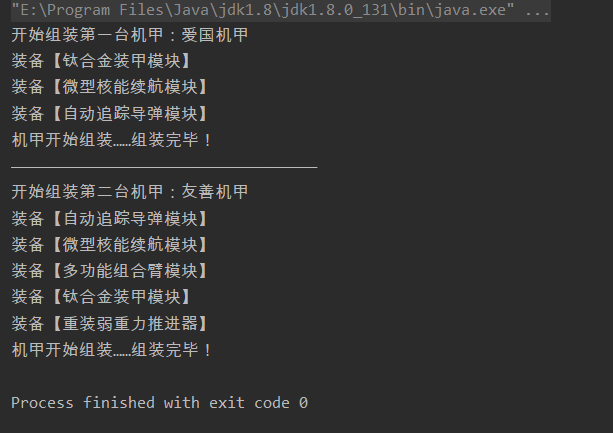 "E:\Program Files\Java\jdk1.8\jdk1.8.0_131\bin\java.exe" ...
开始组装第一台机甲：爱国机甲
装备【钛合金装甲模块】
装备【微型核能续航模块】
装备【自动追踪导弹模块】
机甲开始组装……组装完毕！
———————————————————————————————
开始组装第二台机甲：友善机甲
装备【自动追踪导弹模块】
装备【微型核能续航模块】
装备【多功能组合臂模块】
装备【钛合金装甲模块】
装备【重装弱重力推进器】
机甲开始组装……组装完毕！
Process finished with exit code 0